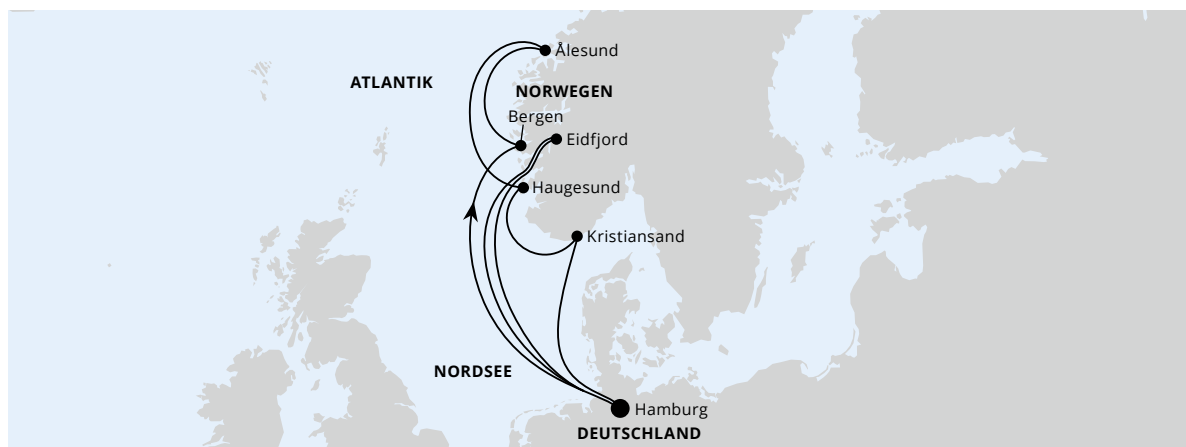 Ålesund
ATLANTIK
NORWEGEN
Bergen
Eidfjord
Haugesund
Kristiansand
NORDSEE
Hamburg
DEUTSCHLAND